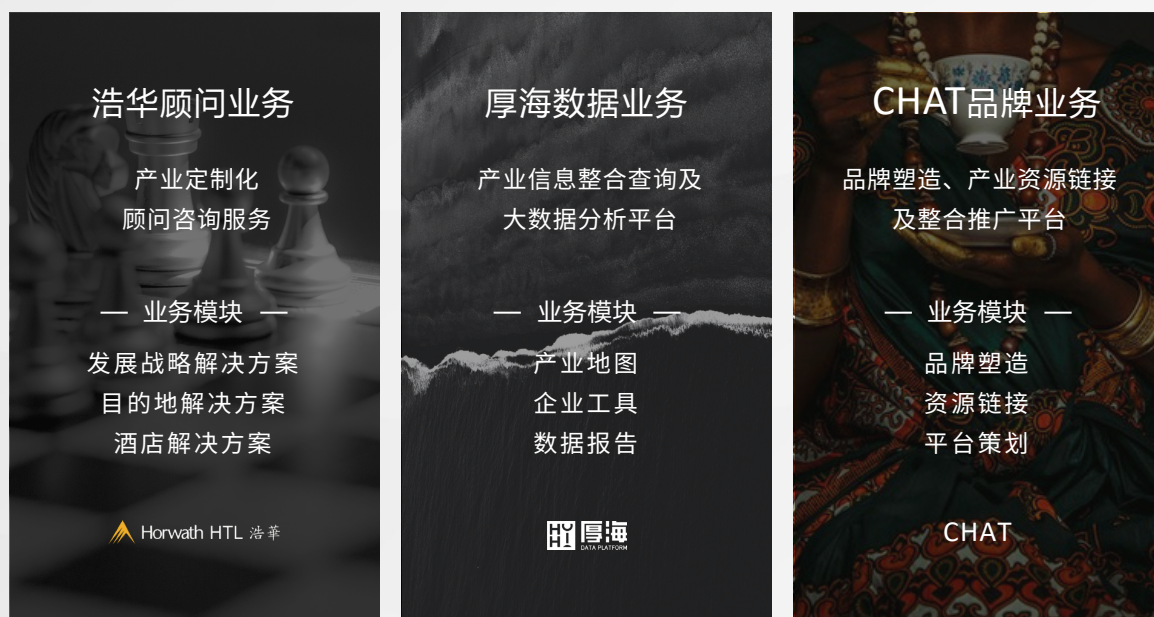 浩华顾问业务
产业定制化
顾问咨询服务
业务模块
发展战略解决方案
目的地解决方案
酒店解决方案
Horwath HTL 浩華
厚海数据业务
产业信息整合查询及
大数据分析平台
业务模块
产业地图
企业工具
数据报告
HOHI 厚海
DATA PLATFORM
CHAT品牌业务
品牌塑造、产业资源链接
及整合推广平台
业务模块
品牌塑造
资源链接
平台策划
CHAT